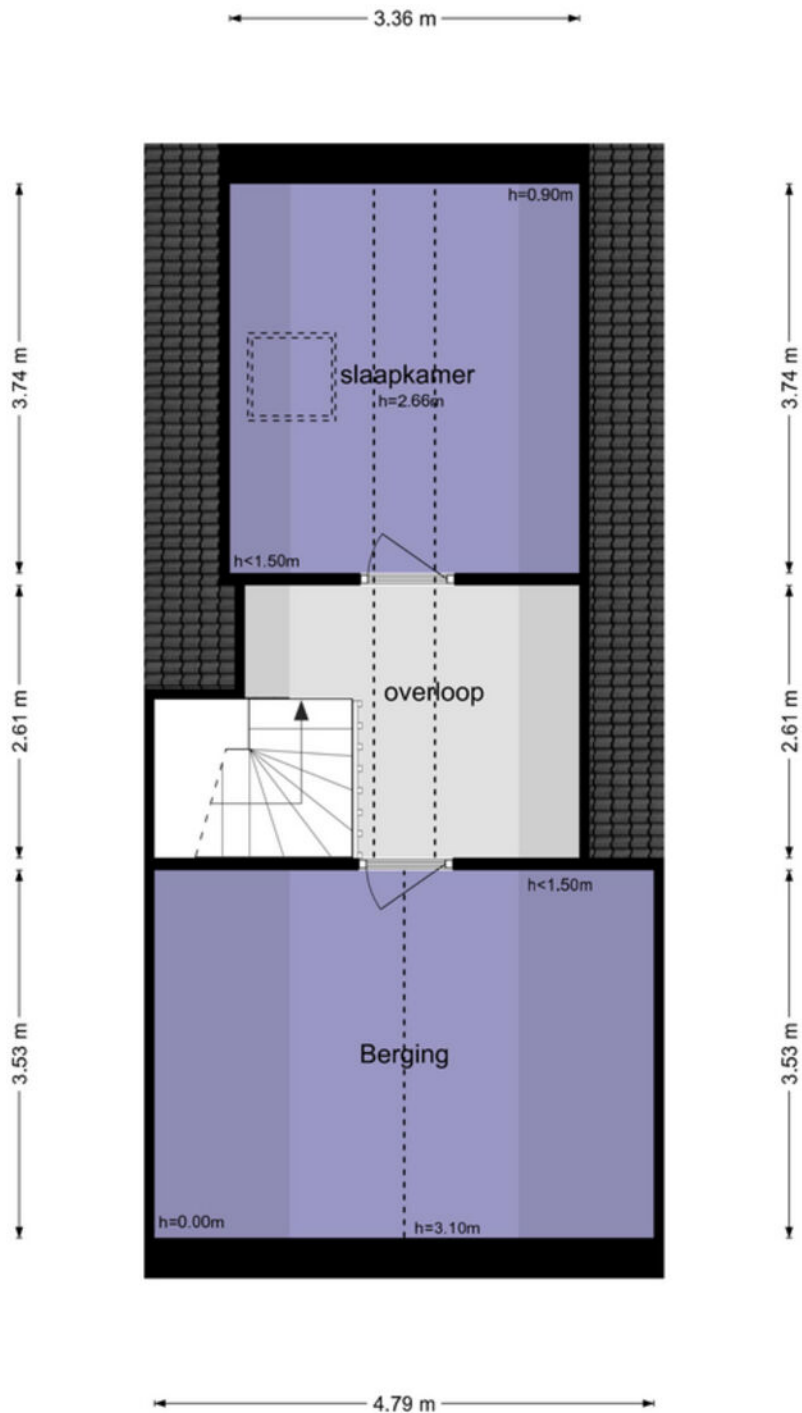 3.36 m
h=0.90m
3.74 m
3.74 m
slaapkamer
h=2.66m
h<1.50m
2.61 m
overloop
2.61 m
h<1.50m
3.53 m
Berging
3.53 m
h=0.00m
h=3.10m
4.79 m